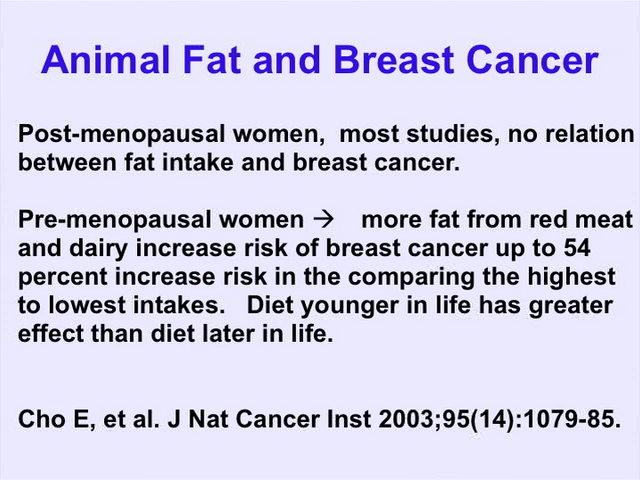 Animal Fat and Breast Cancer
Post-menopausal women,  most studies, no relation
between fat intake and breast cancer.
Pre-menopausal women →   more fat from red meat
and dairy increase risk of breast cancer up to 54
percent increase risk in the comparing the highest
to lowest intakes.   Diet younger in life has greater
effect than diet later in life.
Cho E, et al. J Nat Cancer Inst 2003;95(14):1079-85.